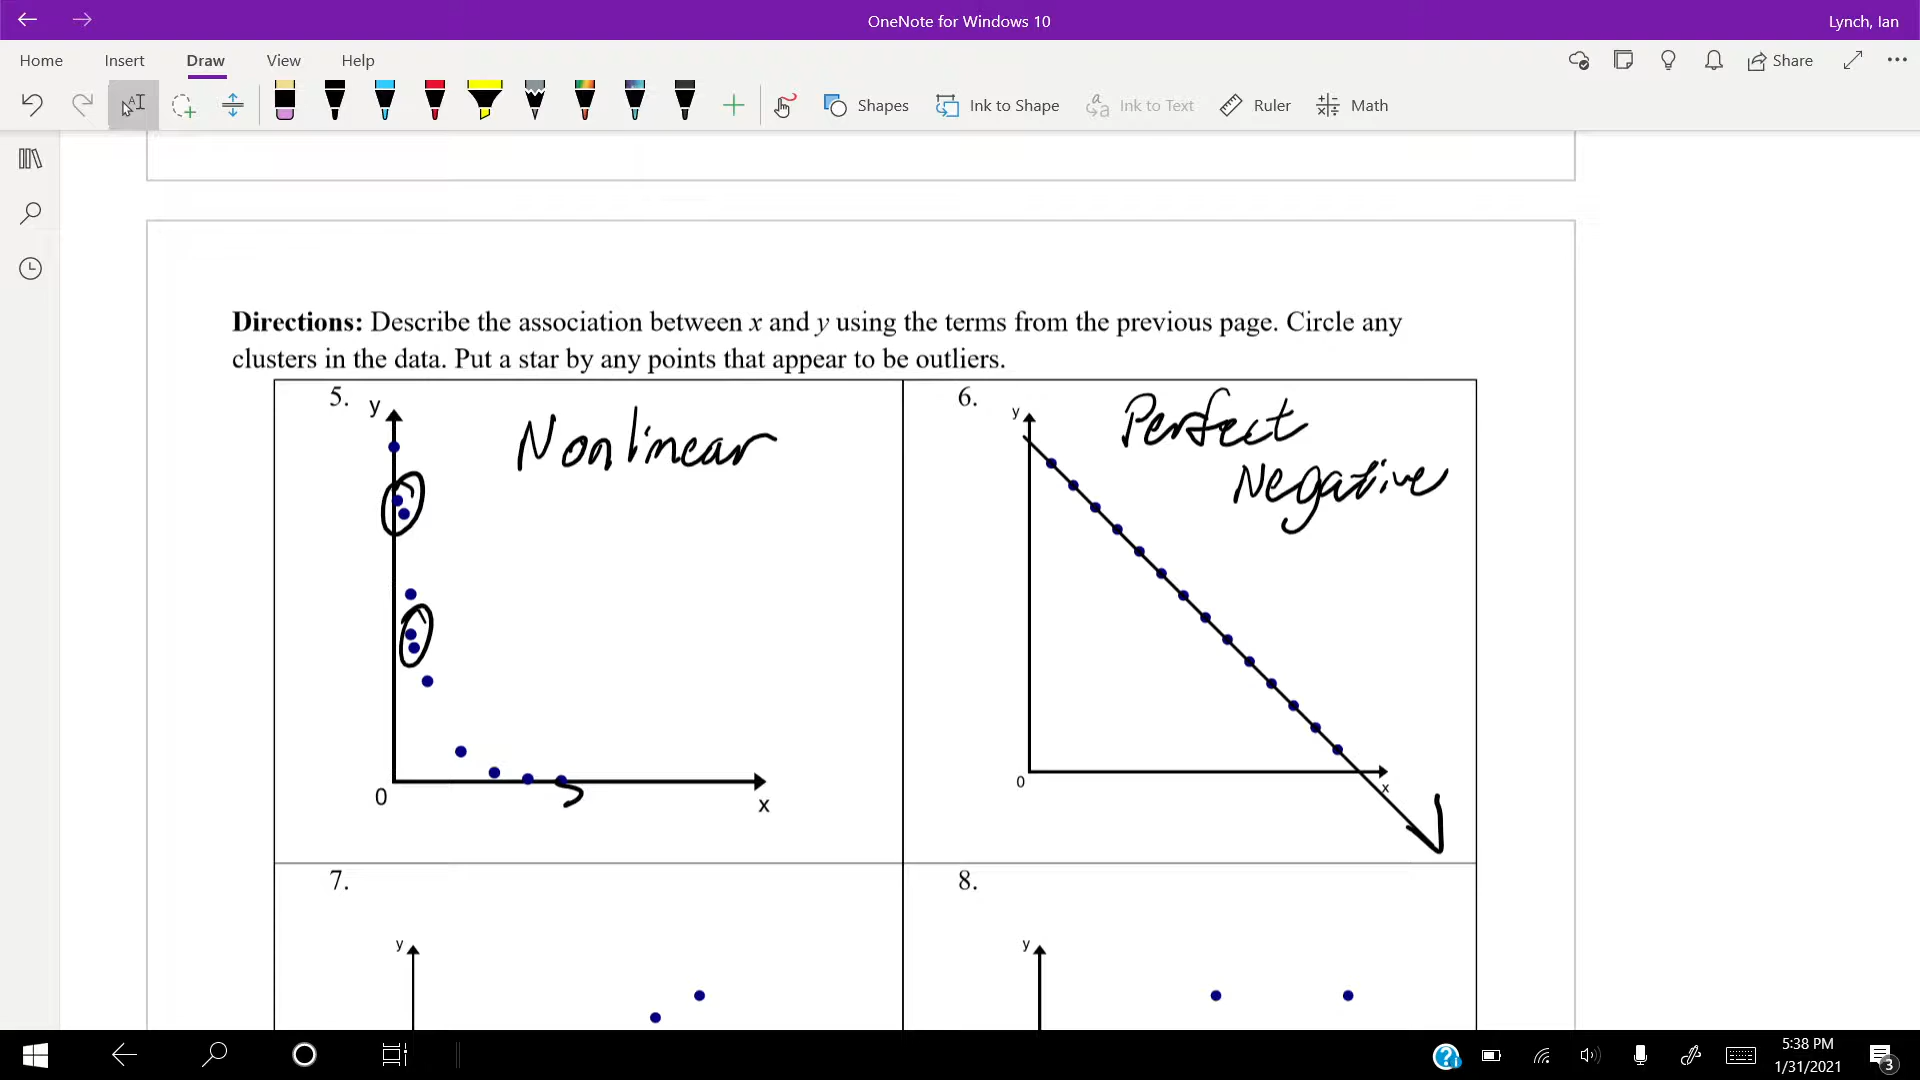 OneNote for Windows 10
Lynch, Ian
Home Insert Draw View Help
Share
Shapes Ink to Shape Ink to Text Ruler Math
Directions: Describe the association between x and y using the terms from the previous page. Circle any
clusters in the data. Put a star by any points that appear to be outliers.
5.
y
Nonlinear
0
x
6.
y
Perfect
Negative
0
x
7.
y
8.
y
5:38 PM
1/31/2021
3